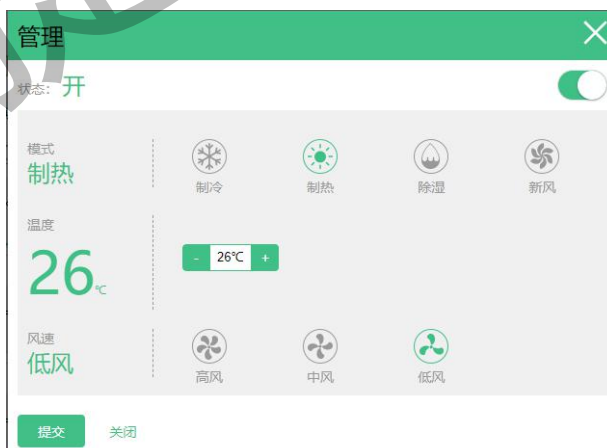 管理
状态: 开
模式
制热
制冷 制热 除湿 新风
温度
26℃
- 26℃ +
风速
低风
高风 中风 低风
提交 关闭